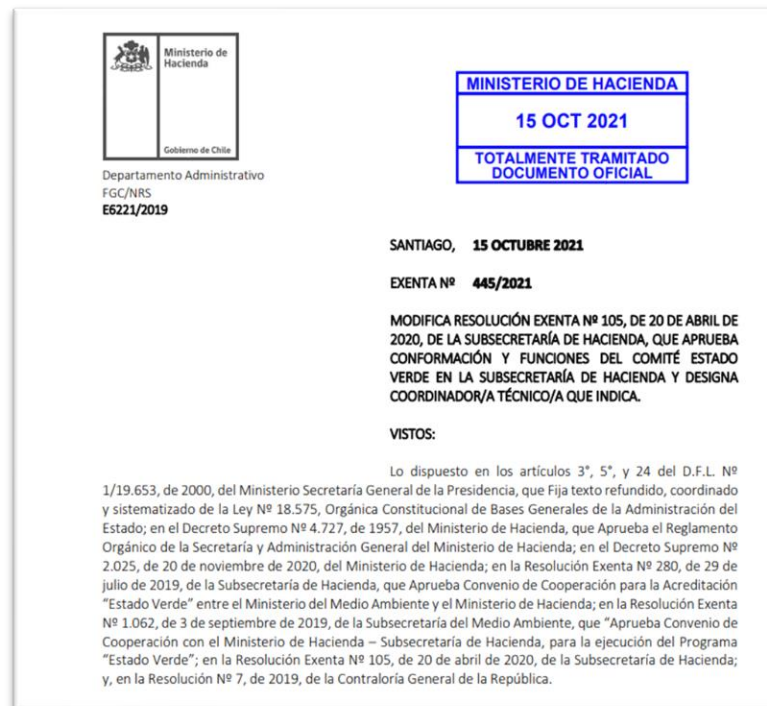 Ministerio de
Hacienda
Gobierno de Chile
MINISTERIO DE HACIENDA
15 OCT 2021
TOTALMENTE TRAMITADO
DOCUMENTO OFICIAL
Departamento Administrativo
FGC/NRS
E6221/2019
SANTIAGO, 15 OCTUBRE 2021
EXENTA Nº 445/2021
MODIFICA RESOLUCIÓN EXENTA Nº 105, DE 20 DE ABRIL DE
2020, DE LA SUBSECRETARÍA DE HACIENDA, QUE APRUEBA
CONFORMACIÓN Y FUNCIONES DEL COMITÉ ESTADO
VERDE EN LA SUBSECRETARÍA DE HACIENDA Y DESIGNA
COORDINADOR/A TÉCNICO/A QUE INDICA.
VISTOS:
Lo dispuesto en los artículos 3°, 5°, y 24 del D.F.L. Nº
1/19.653, de 2000, del Ministerio Secretaría General de la Presidencia, que Fija texto refundido, coordinado
y sistematizado de la Ley Nº 18.575, Orgánica Constitucional de Bases Generales de la Administración del
Estado; en el Decreto Supremo Nº 4.727, de 1957, del Ministerio de Hacienda, que Aprueba el Reglamento
Orgánico de la Secretaría y Administración General del Ministerio de Hacienda; en el Decreto Supremo Nº
2.025, de 20 de noviembre de 2020, del Ministerio de Hacienda; en la Resolución Exenta Nº 280, de 29 de
julio de 2019, de la Subsecretaría de Hacienda, que Aprueba Convenio de Cooperación para la Acreditación
"Estado Verde" entre el Ministerio del Medio Ambiente y el Ministerio de Hacienda; en la Resolución Exenta
Nº 1.062, de 3 de septiembre de 2019, de la Subsecretaría del Medio Ambiente, que "Aprueba Convenio de
Cooperación con el Ministerio de Hacienda – Subsecretaría de Hacienda, para la ejecución del Programa
"Estado Verde"; en la Resolución Exenta Nº 105, de 20 de abril de 2020, de la Subsecretaría de Hacienda;
y, en la Resolución Nº 7, de 2019, de la Contraloría General de la República.